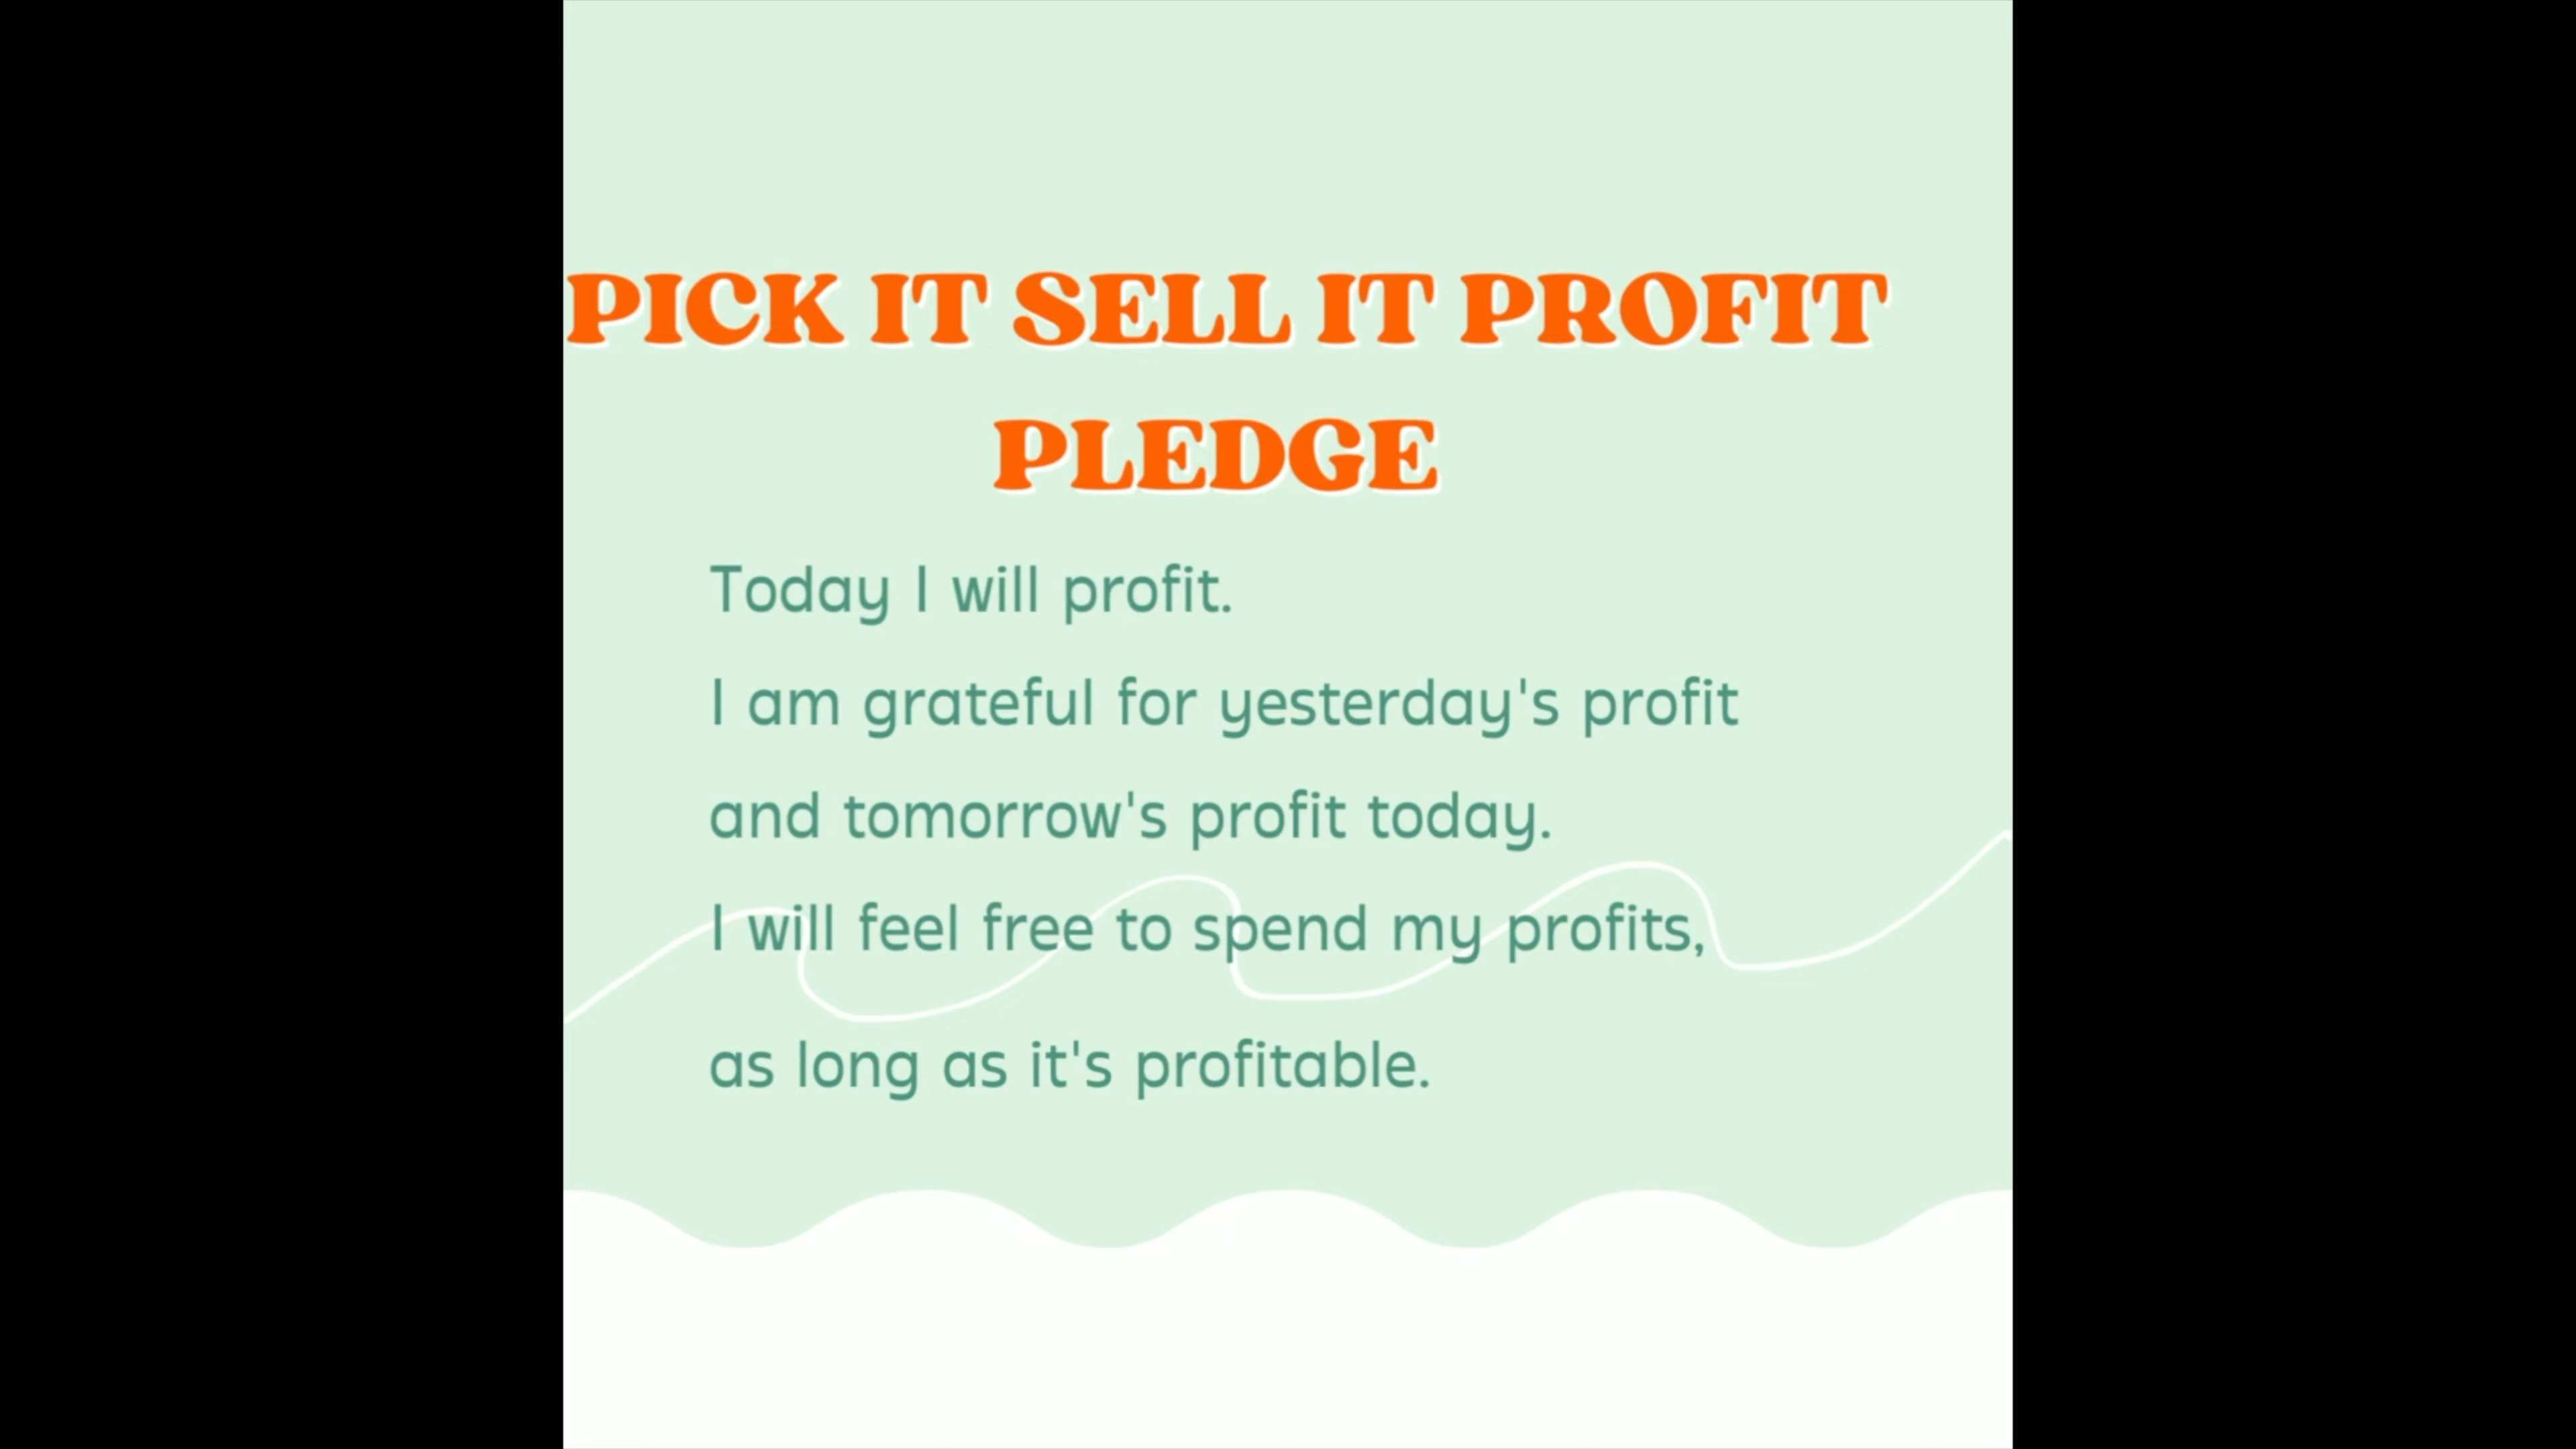 PICK IT SELL IT PROFIT
PLEDGE
Today I will profit.
I am grateful for yesterday's profit
and tomorrow's profit today.
I will feel free to spend my profits,
as long as it's profitable.